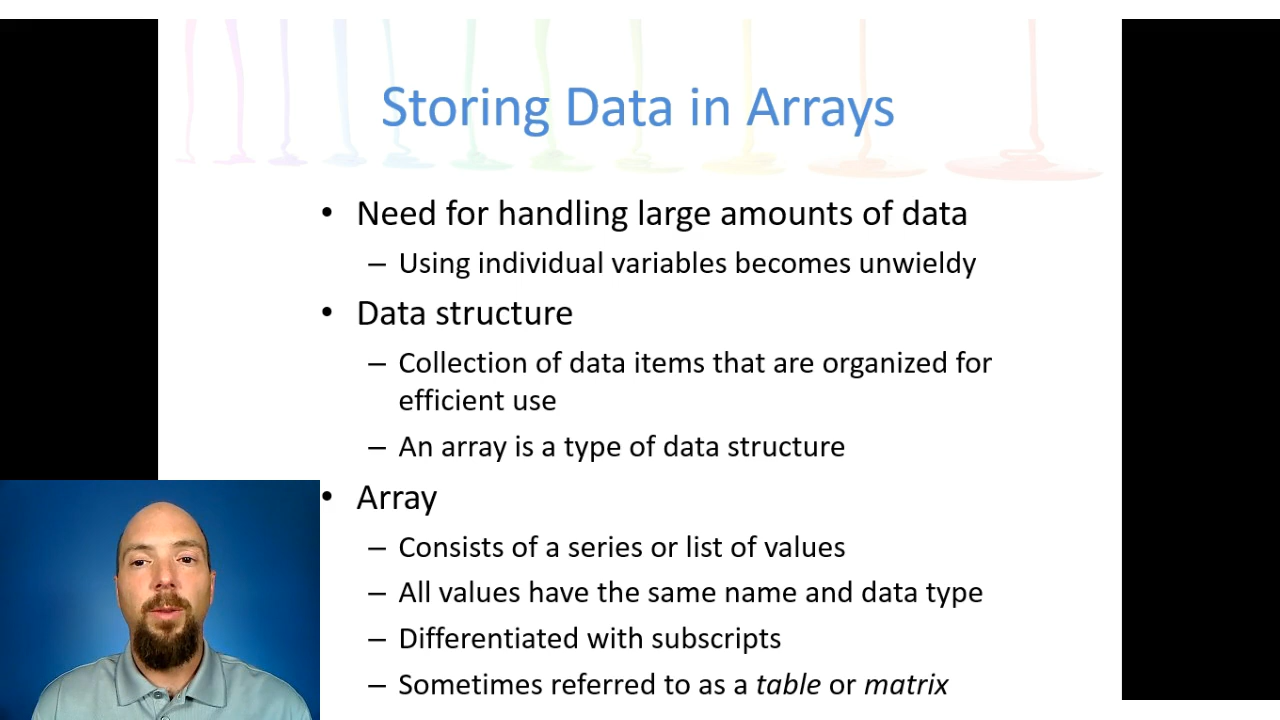 Storing Data in Arrays
• Need for handling large amounts of data
– Using individual variables becomes unwieldy
• Data structure
– Collection of data items that are organized for
efficient use
– An array is a type of data structure
• Array
– Consists of a series or list of values
– All values have the same name and data type
– Differentiated with subscripts
– Sometimes referred to as a table or matrix